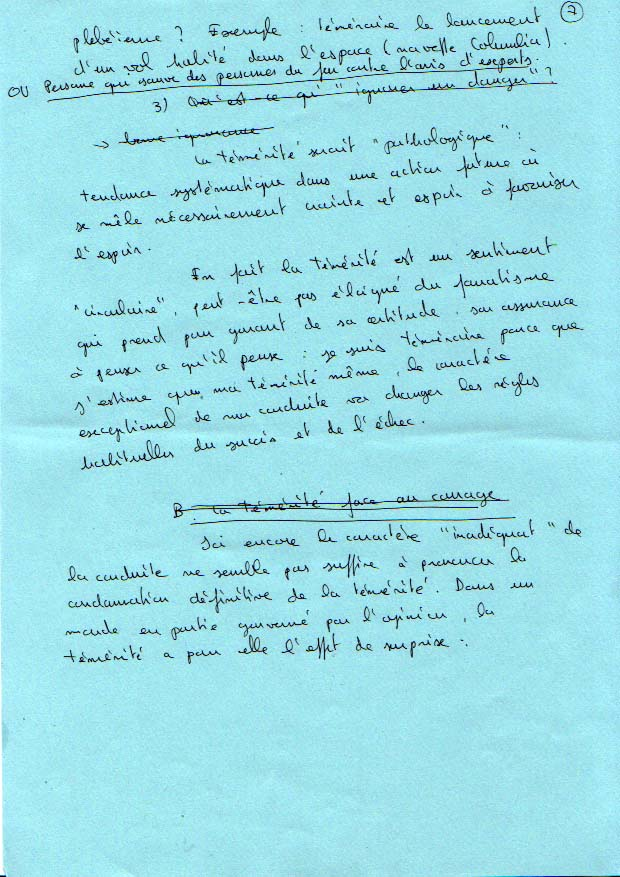 7
plébéienne ? Exemple : téméraire le lancement
d'un vol habité dans l'espace (navette Columbia).
OU Personne qui sauve des personnes du feu contre l'avis d'experts.
3) Qu'est-ce qu'"ignorer un danger" ?
→ bonne ignorance
La témérité serait "pathologique" :
tendance systématique dans une action future où
se mêle nécessairement crainte et espoir à favoriser
l'espoir.
En fait la témérité est un sentiment
"circulaire", peut-être pas éloigné du fanatisme
qui prend pour garant de sa certitude, son assurance
à penser ce qu'il pense : je suis téméraire parce que
j'estime que, ma témérité même, le caractère
exceptionnel de ma conduite va changer les règles
habituelles du succès et de l'échec.
B. La témérité face au courage
Ici encore le caractère "inadéquat" de
la conduite ne semble pas suffire à prononcer la
condamnation définitive de la témérité. Dans un
monde en partie gouverné par l'opinion, la
témérité a pour elle l'effet de surprise :